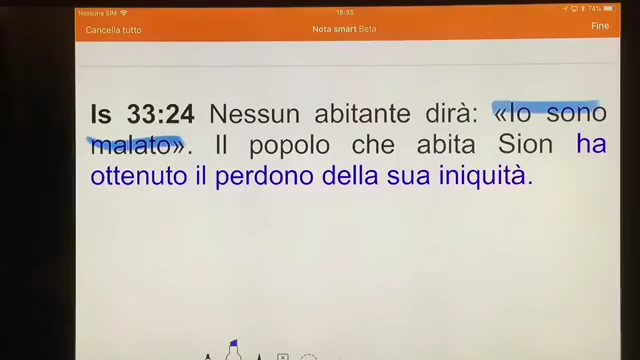 Nessuna SIM 16:55 74%
Cancella tutto Nota smart Beta Fine
Is 33:24 Nessun abitante dirà: «Io sono
malato». Il popolo che abita Sion ha
ottenuto il perdono della sua iniquità.